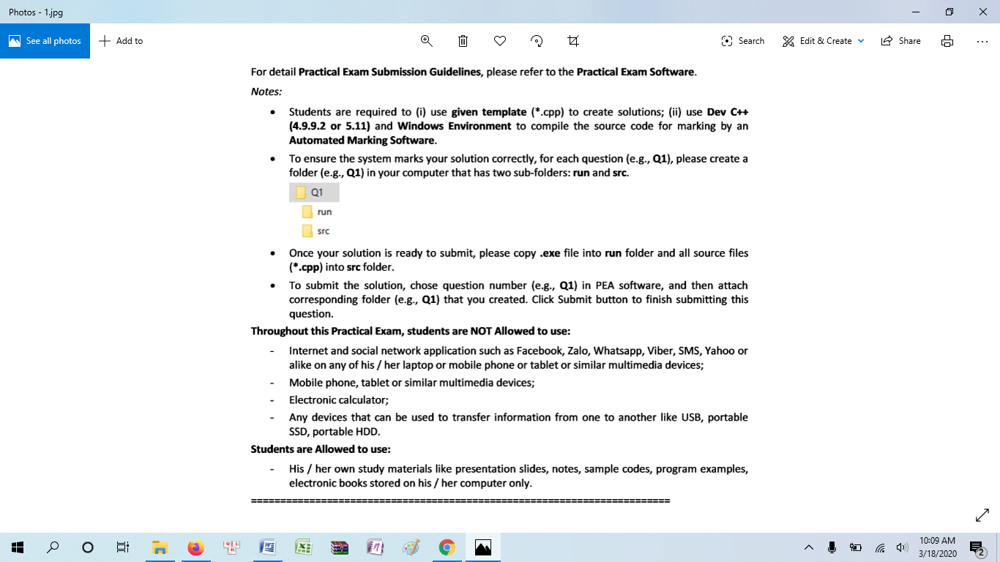 Photos - 1.jpg
See all photos
Add to
Search
Edit & Create
Share
For detail Practical Exam Submission Guidelines, please refer to the Practical Exam Software.
Notes:
• Students are required to (i) use given template (*.cpp) to create solutions; (ii) use Dev C++
(4.9.9.2 or 5.11) and Windows Environment to compile the source code for marking by an
Automated Marking Software.
• To ensure the system marks your solution correctly, for each question (e.g., Q1), please create a
folder (e.g., Q1) in your computer that has two sub-folders: run and src.
Q1
run
src
• Once your solution is ready to submit, please copy .exe file into run folder and all source files
(*.cpp) into src folder.
• To submit the solution, chose question number (e.g., Q1) in PEA software, and then attach
corresponding folder (e.g., Q1) that you created. Click Submit button to finish submitting this
question.
Throughout this Practical Exam, students are NOT Allowed to use:
- Internet and social network application such as Facebook, Zalo, Whatsapp, Viber, SMS, Yahoo or
alike on any of his / her laptop or mobile phone or tablet or similar multimedia devices;
- Mobile phone, tablet or similar multimedia devices;
- Electronic calculator;
- Any devices that can be used to transfer information from one to another like USB, portable
SSD, portable HDD.
Students are Allowed to use:
- His / her own study materials like presentation slides, notes, sample codes, program examples,
electronic books stored on his / her computer only.
========================================================================
10:09 AM
3/18/2020
2